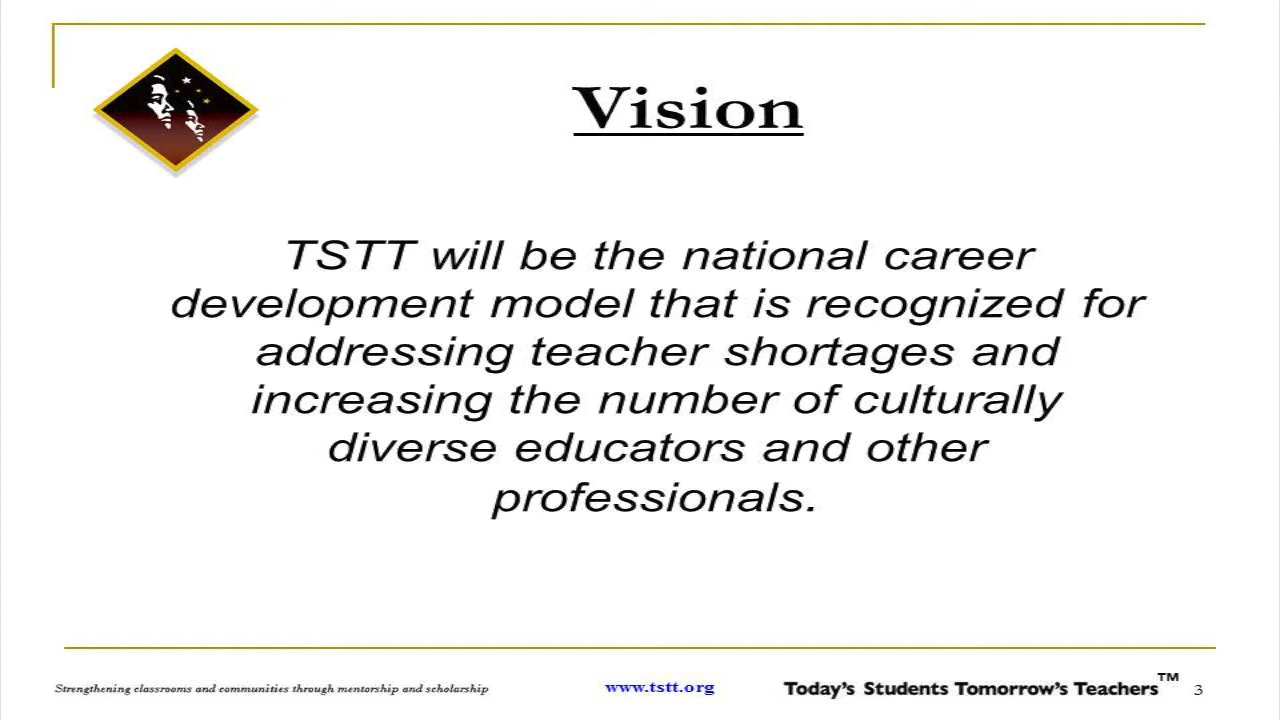 Vision
TSTT will be the national career
development model that is recognized for
addressing teacher shortages and
increasing the number of culturally
diverse educators and other
professionals.
Strengthening classrooms and communities through mentorship and scholarship
www.tstt.org
Today's Students Tomorrow's Teachers™
3